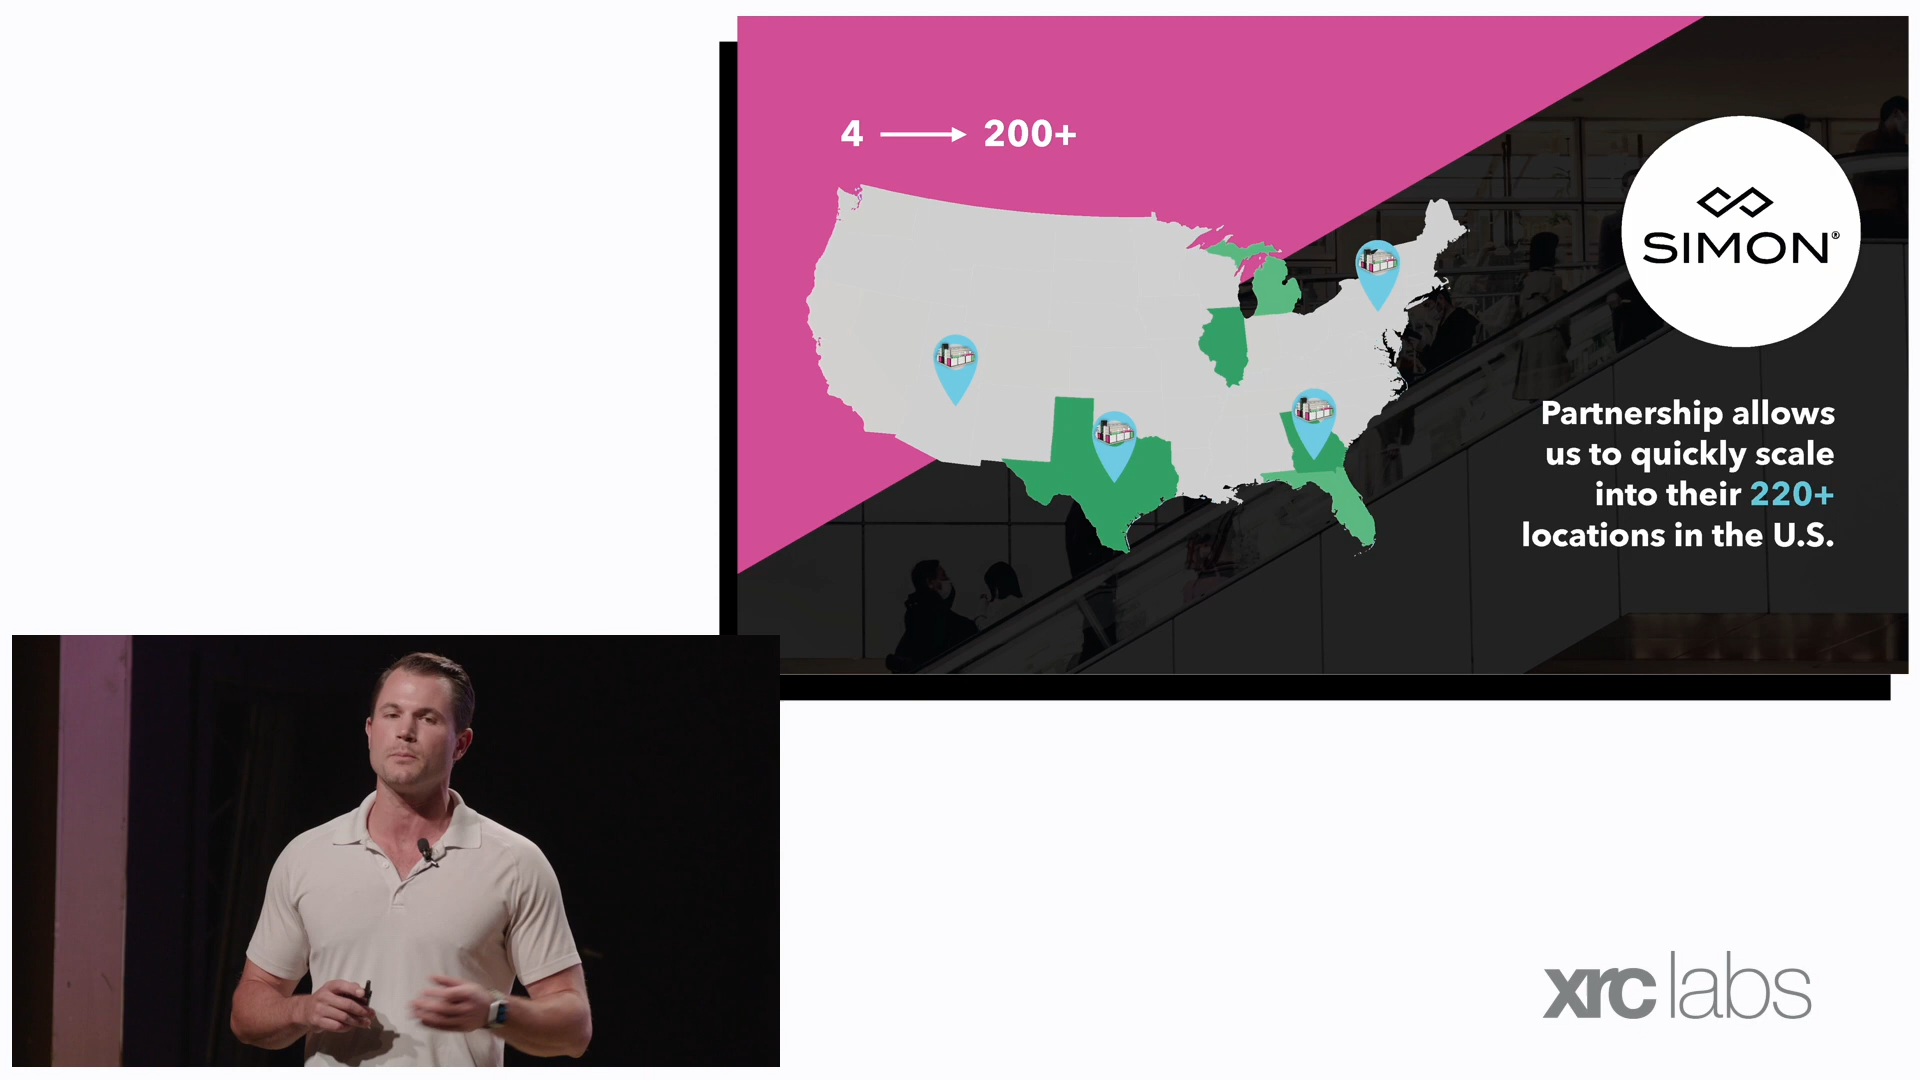 4 → 200+
SIMON®
Partnership allows
us to quickly scale
into their 220+
locations in the U.S.
xrc labs